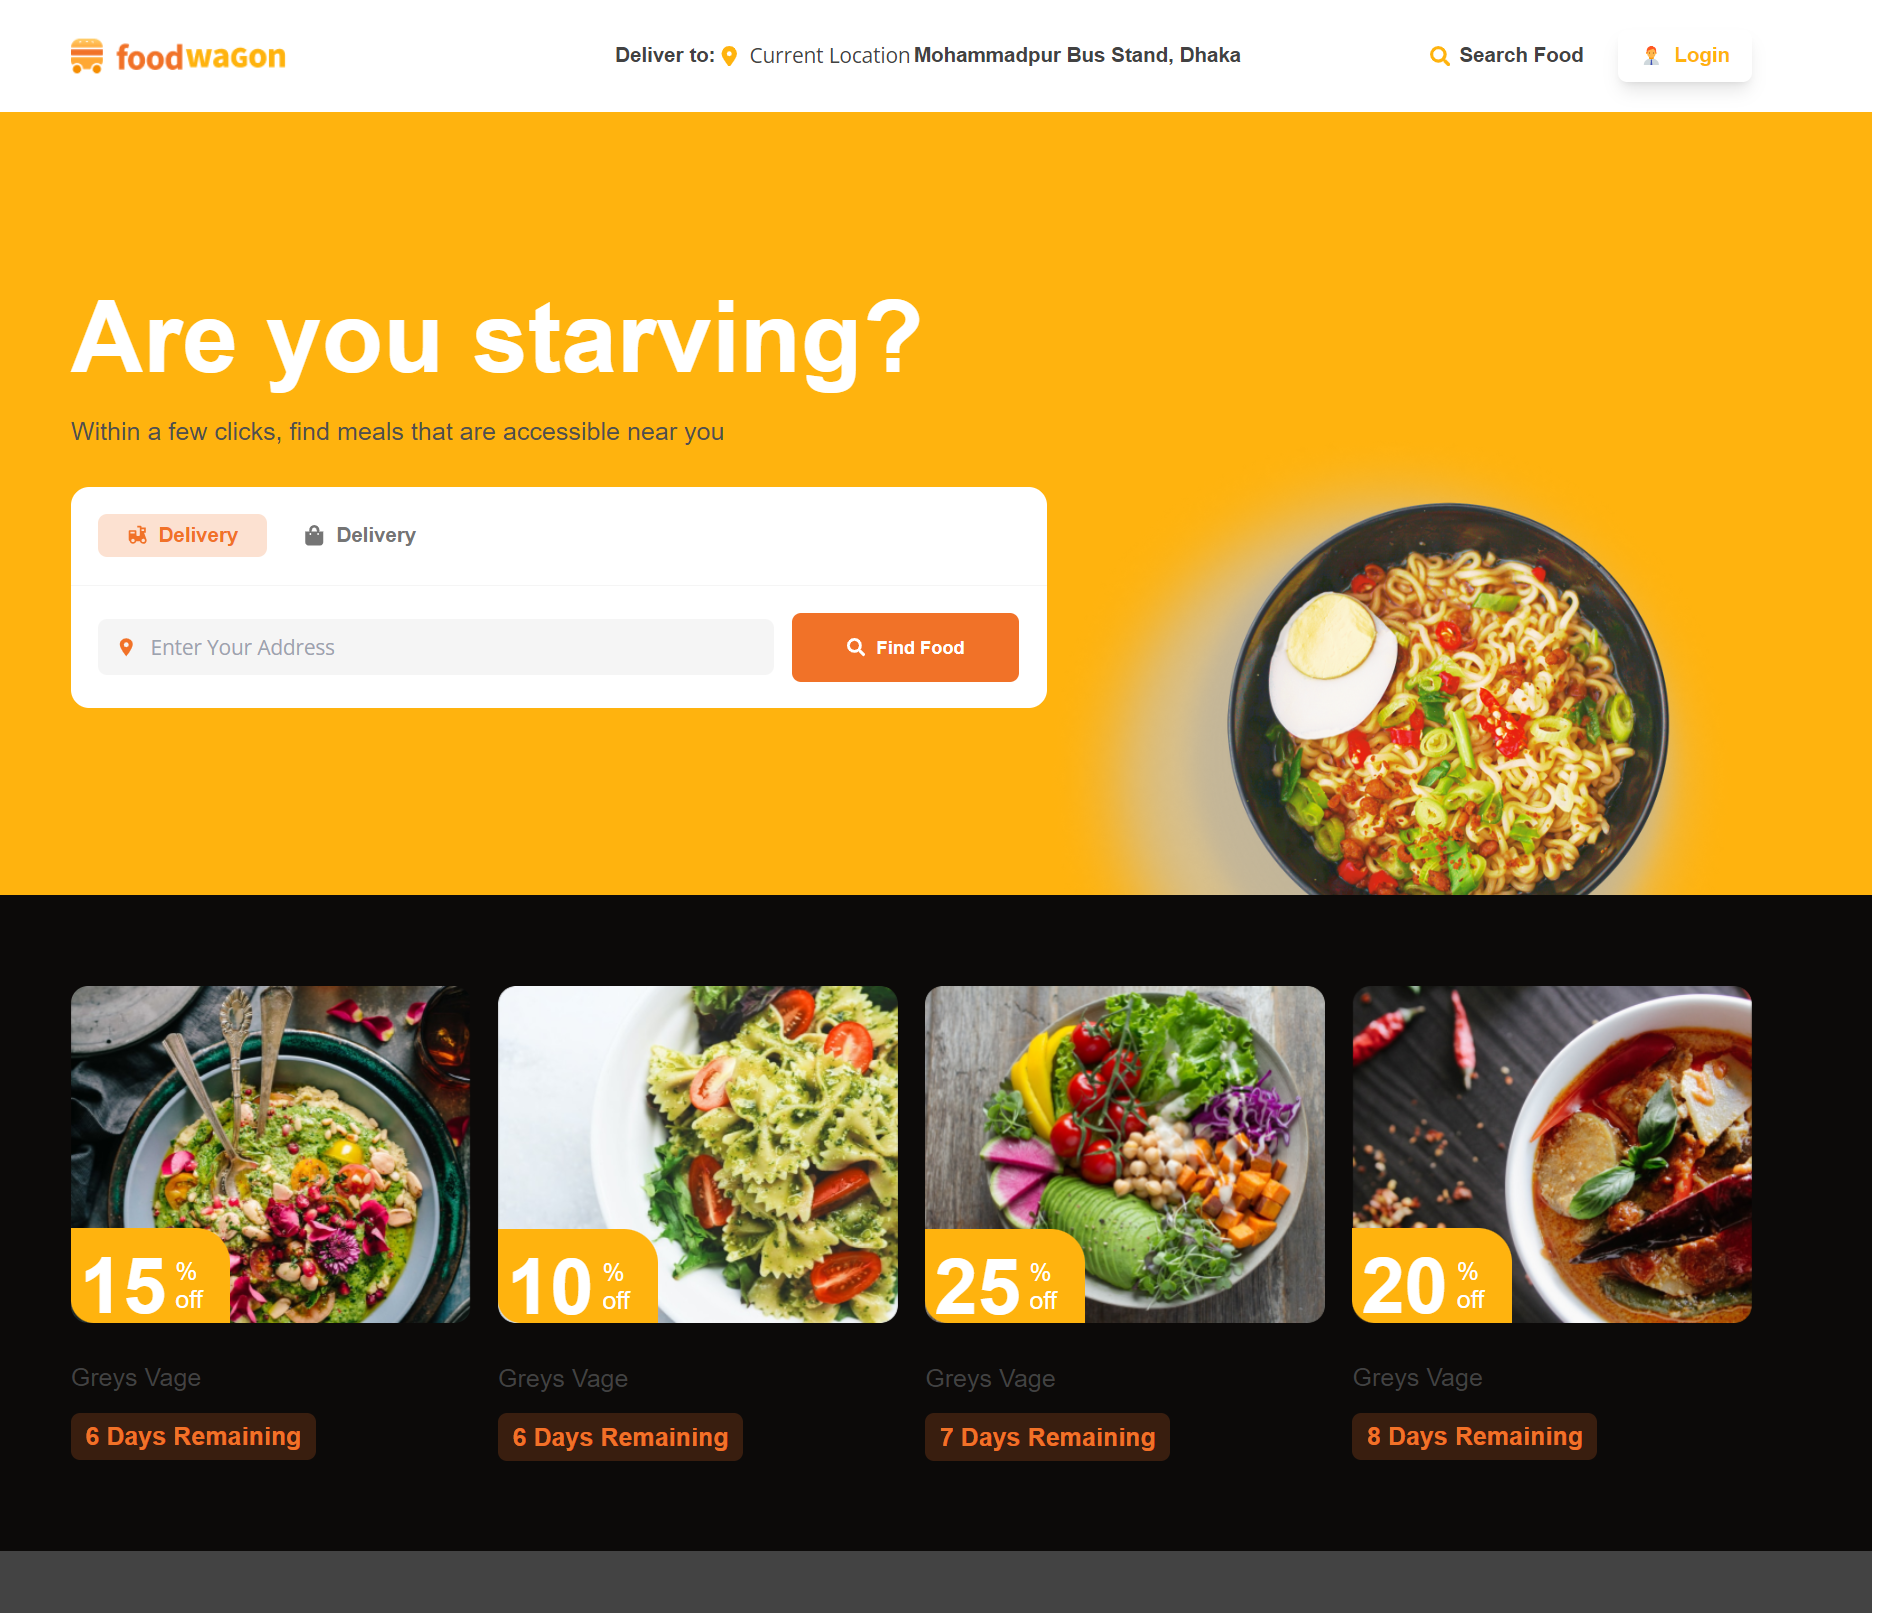 foodwagon
Deliver to: Current Location Mohammadpur Bus Stand, Dhaka
Search Food
Login
Are you starving?
Within a few clicks, find meals that are accessible near you
Delivery
Delivery
Enter Your Address
Find Food
15 % off
10 % off
25 % off
20 % off
Greys Vage
Greys Vage
Greys Vage
Greys Vage
6 Days Remaining
6 Days Remaining
7 Days Remaining
8 Days Remaining